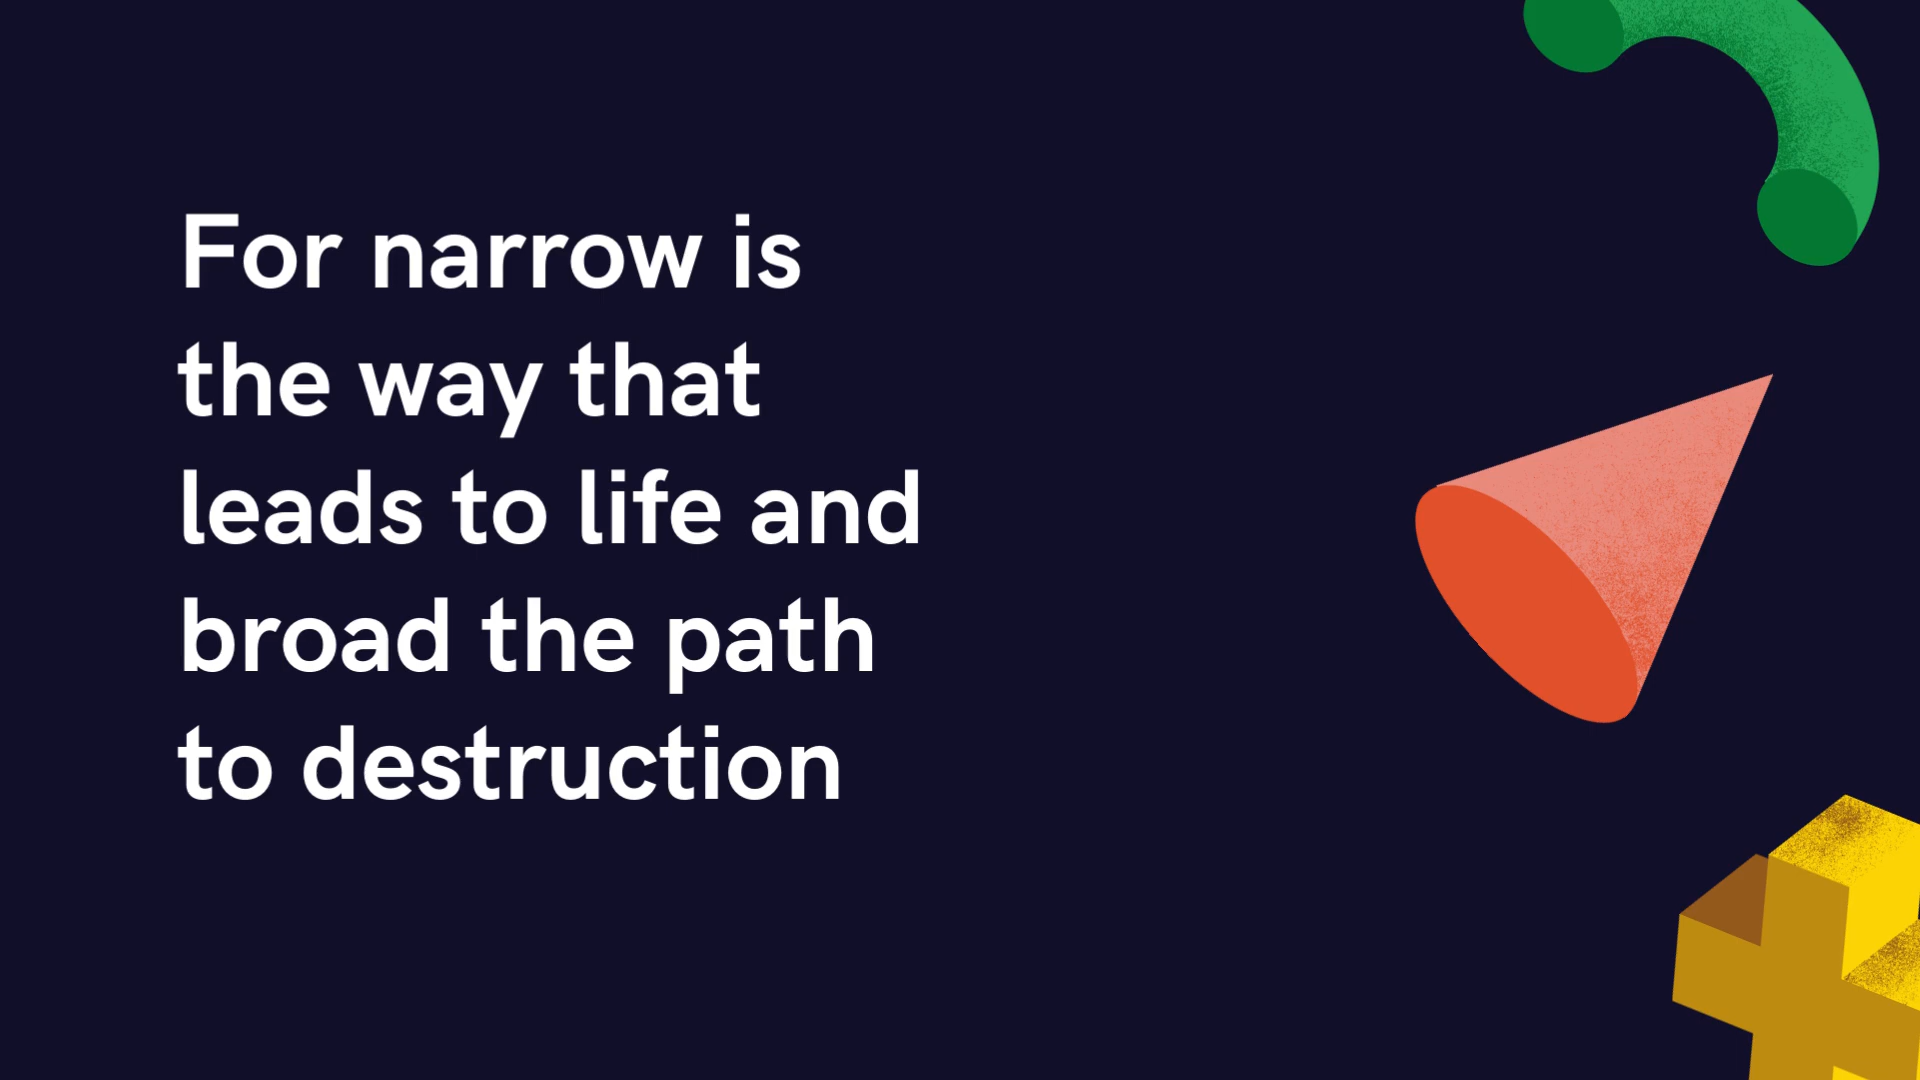 For narrow is
the way that
leads to life and
broad the path
to destruction